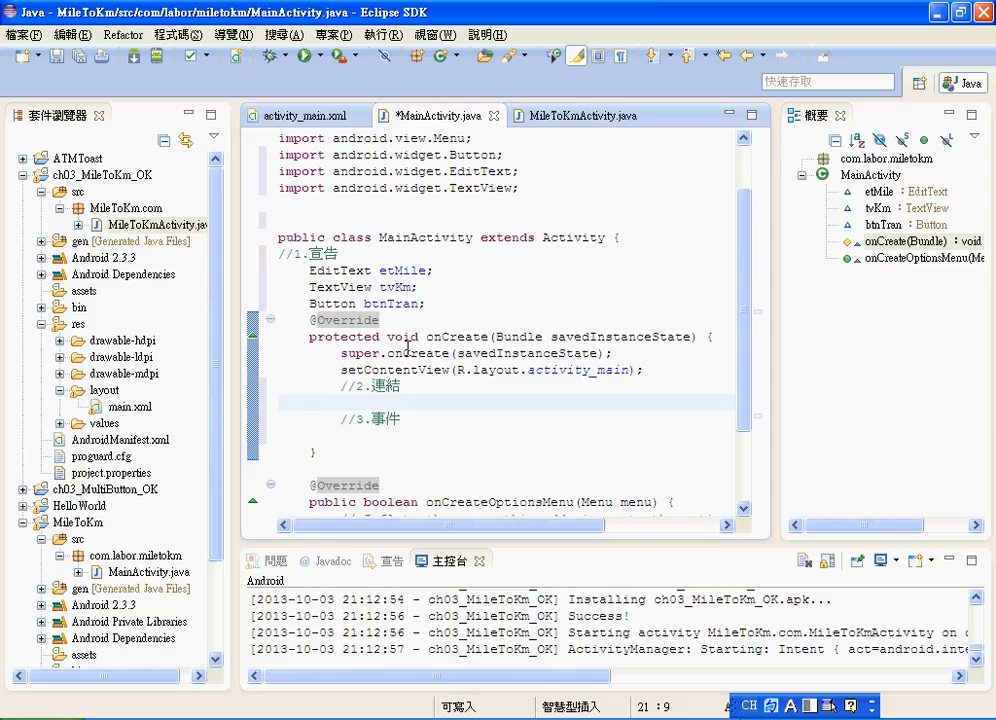 Java - MileToKm/src/com/labor/miletokm/MainActivity.java - Eclipse SDK
檔案(F) 編輯(E) Refactor 程式碼(S) 導覽(N) 搜尋(A) 專案(P) 執行(R) 視窗(W) 說明(H)
快速存取
Java
套件瀏覽器
ATMToast
ch03_MileToKm_OK
src
MileToKm.com
MileToKmActivity.jav
gen [Generated Java Files]
Android 2.3.3
Android Dependencies
assets
bin
res
drawable-hdpi
drawable-ldpi
drawable-mdpi
layout
main.xml
values
AndroidManifest.xml
proguard.cfg
project.properties
ch03_MultiButton_OK
HelloWorld
MileToKm
src
com.labor.miletokm
MainActivity.java
gen [Generated Java Files]
Android 2.3.3
Android Private Libraries
Android Dependencies
assets
activity_main.xml
*MainActivity.java
MileToKmActivity.java
import android.view.Menu;
import android.widget.Button;
import android.widget.EditText;
import android.widget.TextView;
public class MainActivity extends Activity {
//1.宣告
EditText etMile;
TextView tvKm;
Button btnTran;
@Override
protected void onCreate(Bundle savedInstanceState) {
super.onCreate(savedInstanceState);
setContentView(R.layout.activity_main);
//2.連結
//3.事件
}
@Override
public boolean onCreateOptionsMenu(Menu menu) {
概要
com.labor.miletokm
MainActivity
etMile : EditText
tvKm : TextView
btnTran : Button
onCreate(Bundle) : void
onCreateOptionsMenu(Me
問題 @ Javadoc 宣告 主控台
Android
[2013-10-03 21:12:54 - ch03_MileToKm_OK] Installing ch03_MileToKm_OK.apk...
[2013-10-03 21:12:56 - ch03_MileToKm_OK] Success!
[2013-10-03 21:12:56 - ch03_MileToKm_OK] Starting activity MileToKm.com.MileToKmActivity on
[2013-10-03 21:12:57 - ch03_MileToKm_OK] ActivityManager: Starting: Intent { act=android.inte
可寫入 智慧型插入 21 : 9
CH